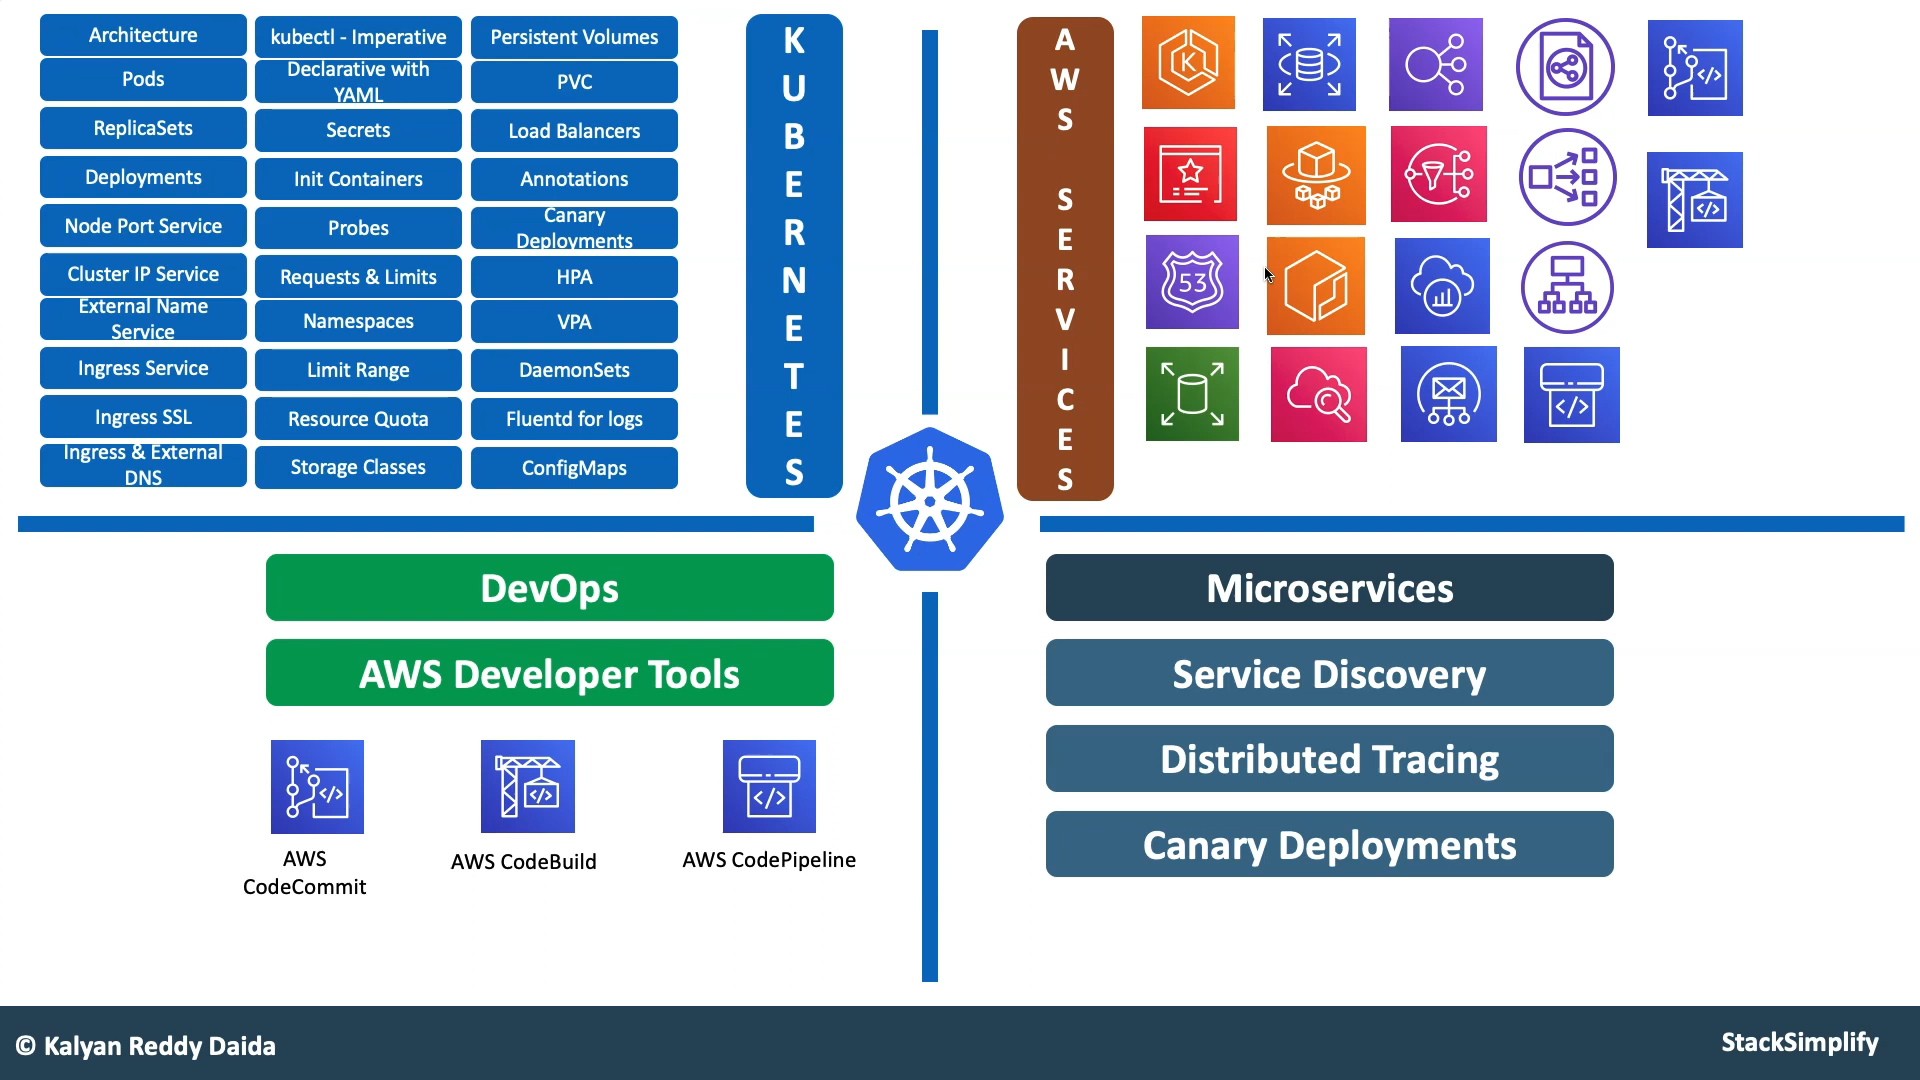 Architecture
Pods
ReplicaSets
Deployments
Node Port Service
Cluster IP Service
External Name
Service
Ingress Service
Ingress SSL
Ingress & External
DNS
kubectl - Imperative
Declarative with
YAML
Secrets
Init Containers
Probes
Requests & Limits
Namespaces
Limit Range
Resource Quota
Storage Classes
Persistent Volumes
PVC
Load Balancers
Annotations
Canary
Deployments
HPA
VPA
DaemonSets
Fluentd for logs
ConfigMaps
KUBERNETES
AWS SERVICES
K
</>
53
</>
</>
DevOps
AWS Developer Tools
</>
</>
</>
AWS
CodeCommit
AWS CodeBuild
AWS CodePipeline
Microservices
Service Discovery
Distributed Tracing
Canary Deployments
© Kalyan Reddy Daida
StackSimplify